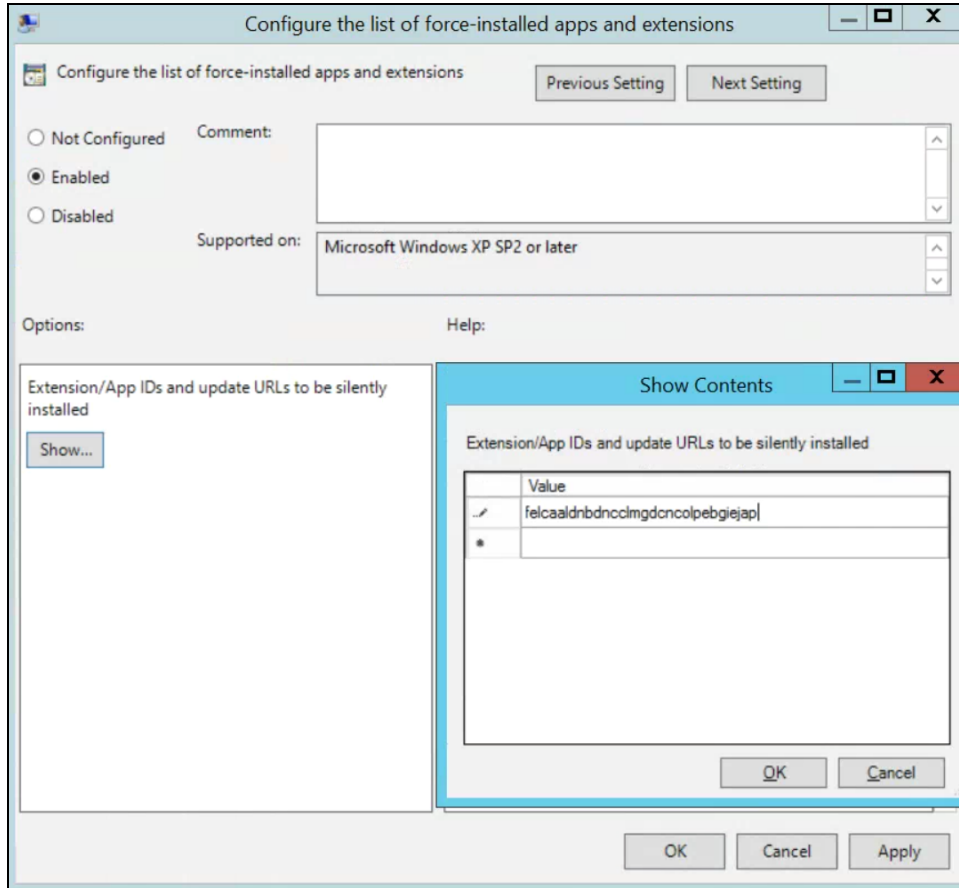 Configure the list of force-installed apps and extensions
Configure the list of force-installed apps and extensions
Previous Setting
Next Setting
Not Configured
Comment:
Enabled
Disabled
Supported on:
Microsoft Windows XP SP2 or later
Options:
Help:
Extension/App IDs and update URLs to be silently
installed
Show...
Show Contents
Extension/App IDs and update URLs to be silently installed
Value
felcaaldnbdncclmgdcncolpebgiejap
OK
Cancel
OK
Cancel
Apply